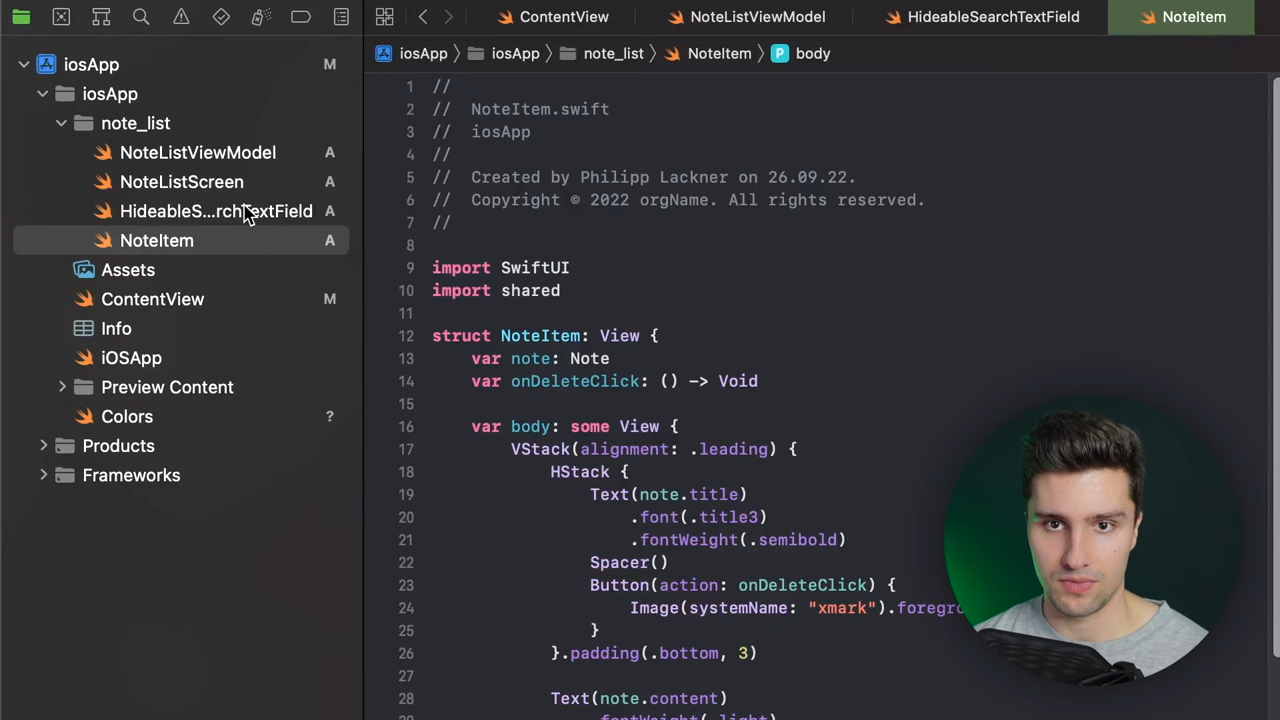 ContentView
NoteListViewModel
HideableSearchTextField
NoteItem
iosApp
iosApp
note_list
NoteItem
P
body
iosApp
M
iosApp
note_list
NoteListViewModel
A
NoteListScreen
A
HideableS...rchTextField
A
NoteItem
A
Assets
ContentView
M
Info
iOSApp
Preview Content
Colors
?
Products
Frameworks
1 //
2 // NoteItem.swift
3 // iosApp
4 //
5 // Created by Philipp Lackner on 26.09.22.
6 // Copyright © 2022 orgName. All rights reserved.
7 //
8
9 import SwiftUI
10 import shared
11
12 struct NoteItem: View {
13 var note: Note
14 var onDeleteClick: () -> Void
15
16 var body: some View {
17 VStack(alignment: .leading) {
18 HStack {
19 Text(note.title)
20 .font(.title3)
21 .fontWeight(.semibold)
22 Spacer()
23 Button(action: onDeleteClick) {
24 Image(systemName: "xmark").foregro
25 }
26 }.padding(.bottom, 3)
27
28 Text(note.content)
29 .fontWeight(.light)